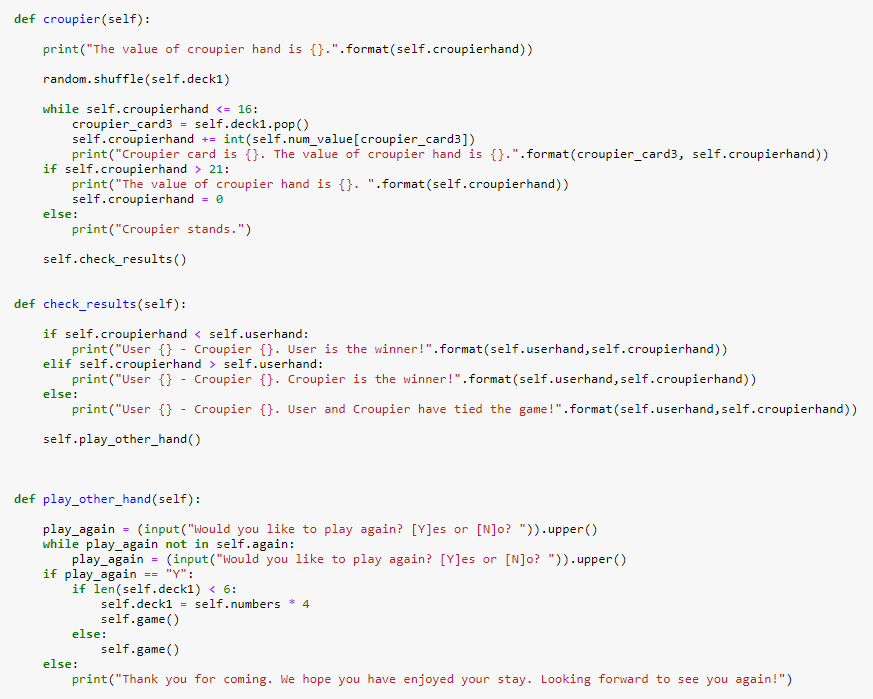 def croupier(self):
print("The value of croupier hand is {}.".format(self.croupierhand))
random.shuffle(self.deck1)
while self.croupierhand <= 16:
croupier_card3 = self.deck1.pop()
self.croupierhand += int(self.num_value[croupier_card3])
print("Croupier card is {}. The value of croupier hand is {}.".format(croupier_card3, self.croupierhand))
if self.croupierhand > 21:
print("The value of croupier hand is {}. ".format(self.croupierhand))
self.croupierhand = 0
else:
print("Croupier stands.")
self.check_results()
def check_results(self):
if self.croupierhand < self.userhand:
print("User {} - Croupier {}. User is the winner!".format(self.userhand,self.croupierhand))
elif self.croupierhand > self.userhand:
print("User {} - Croupier {}. Croupier is the winner!".format(self.userhand,self.croupierhand))
else:
print("User {} - Croupier {}. User and Croupier have tied the game!".format(self.userhand,self.croupierhand))
self.play_other_hand()
def play_other_hand(self):
play_again = (input("Would you like to play again? [Y]es or [N]o? ")).upper()
while play_again not in self.again:
play_again = (input("Would you like to play again? [Y]es or [N]o? ")).upper()
if play_again == "Y":
if len(self.deck1) < 6:
self.deck1 = self.numbers * 4
self.game()
else:
self.game()
else:
print("Thank you for coming. We hope you have enjoyed your stay. Looking forward to see you again!")